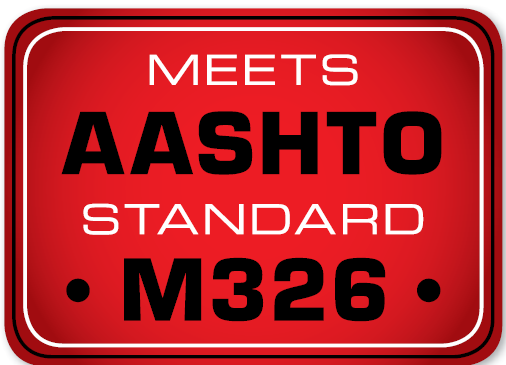 MEETS
AASHTO
STANDARD
• M326 •